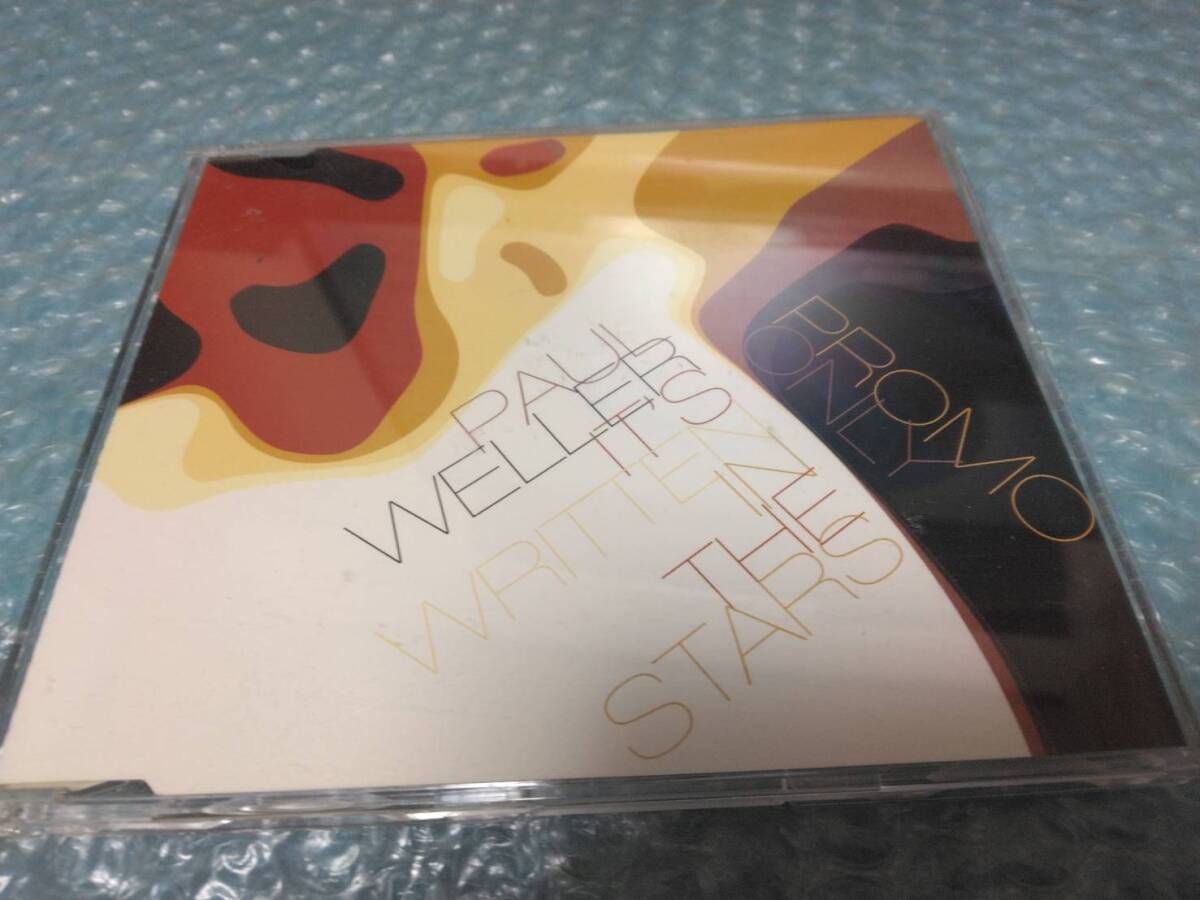 PAUL
WELLER
IT'S
WRITTEN
IN
THE
STARS
PROMO
ONLY